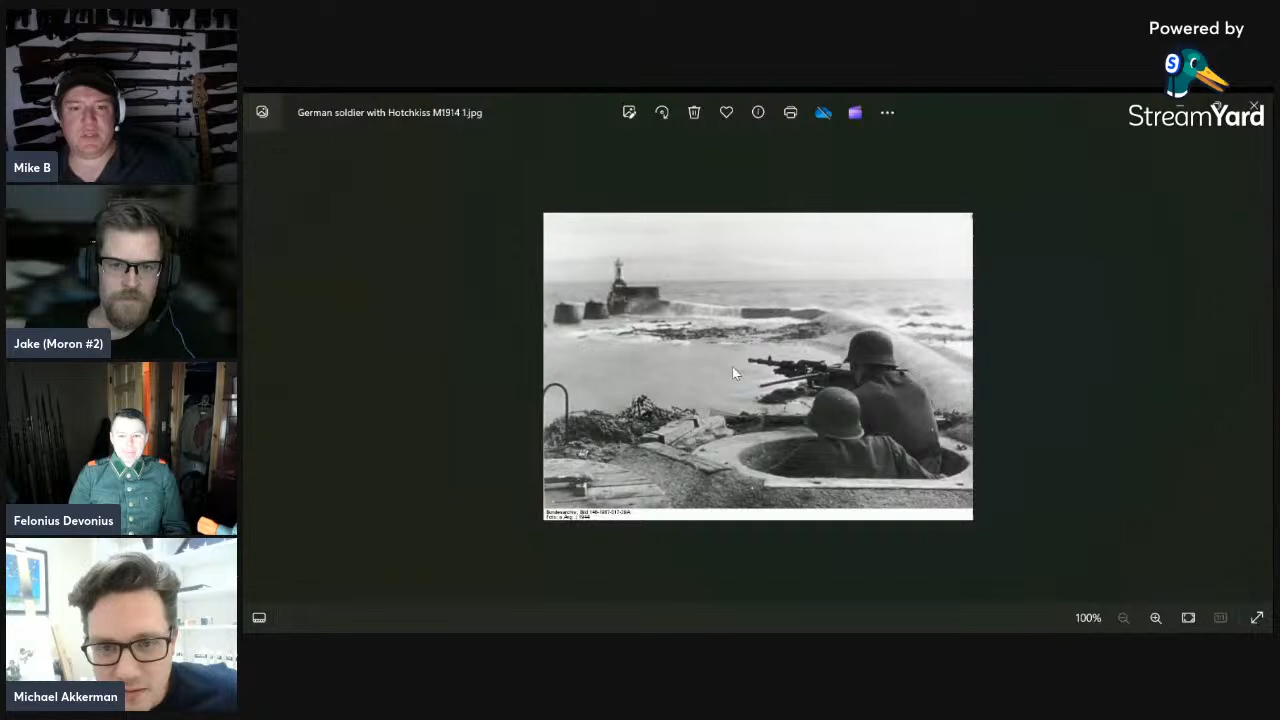 Powered by
StreamYard
German soldier with Hotchkiss M1914 1.jpg
Mike B
Jake (Moron #2)
Felonius Devonius
Michael Akkerman
100%